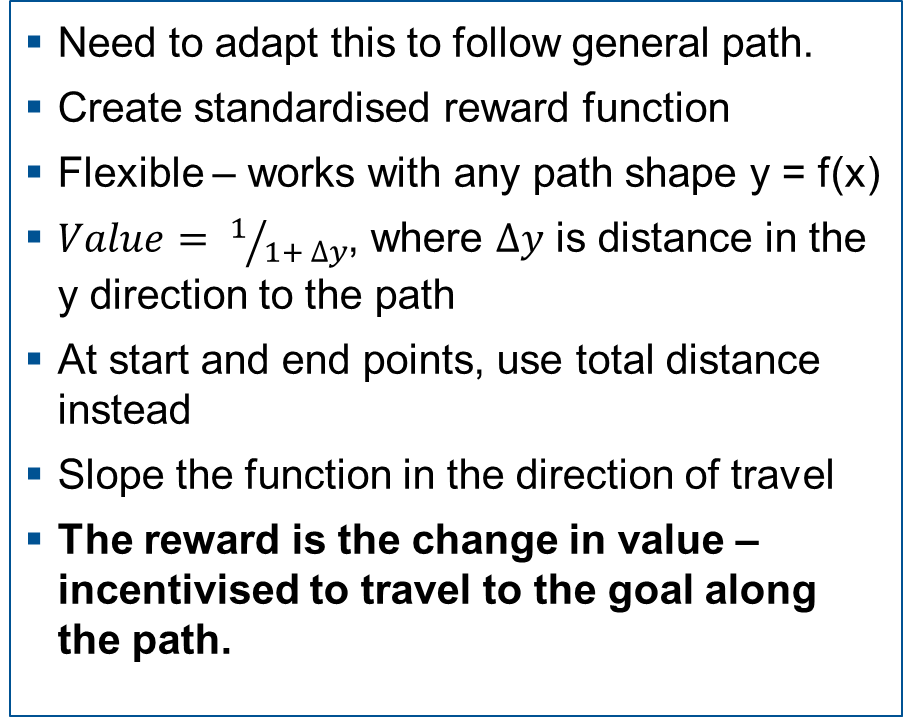 ▪ Need to adapt this to follow general path.
▪ Create standardised reward function
▪ Flexible – works with any path shape y = f(x)
▪ Value = 1/1+ Δy, where Δy is distance in the
y direction to the path
▪ At start and end points, use total distance
instead
▪ Slope the function in the direction of travel
▪ The reward is the change in value –
incentivised to travel to the goal along
the path.